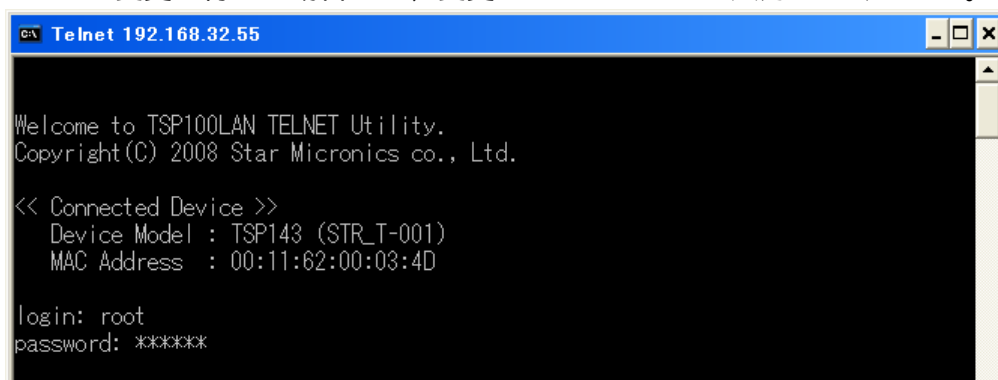 Telnet 192.168.32.55
Welcome to TSP100LAN TELNET Utility.
Copyright(C) 2008 Star Micronics co., Ltd.
<< Connected Device >>
Device Model : TSP143 (STR_T-001)
MAC Address : 00:11:62:00:03:4D
login: root
password: ******